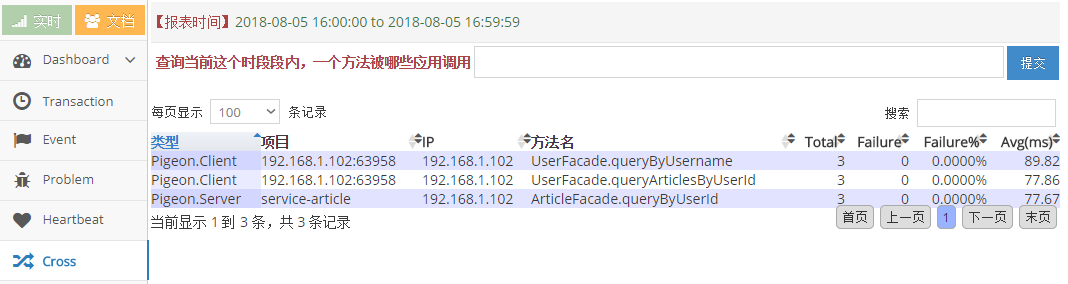 实时 文档
【报表时间】2018-08-05 16:00:00 to 2018-08-05 16:59:59
Dashboard
Transaction
Event
Problem
Heartbeat
Cross
查询当前这个时段段内，一个方法被哪些应用调用 提交
每页显示 100 条记录 搜索
类型 项目 IP 方法名 Total Failure Failure% Avg(ms)
Pigeon.Client 192.168.1.102:63958 192.168.1.102 UserFacade.queryByUsername 3 0 0.0000% 89.82
Pigeon.Client 192.168.1.102:63958 192.168.1.102 UserFacade.queryArticlesByUserId 3 0 0.0000% 77.86
Pigeon.Server service-article 192.168.1.102 ArticleFacade.queryByUserId 3 0 0.0000% 77.67
当前显示 1 到 3 条，共 3 条记录 首页 上一页 1 下一页 末页